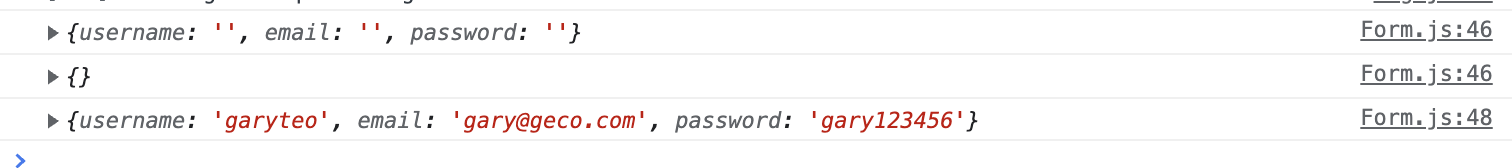 {username: '', email: '', password: ''} Form.js:46
{} Form.js:46
{username: 'garyteo', email: 'gary@geco.com', password: 'gary123456'} Form.js:48